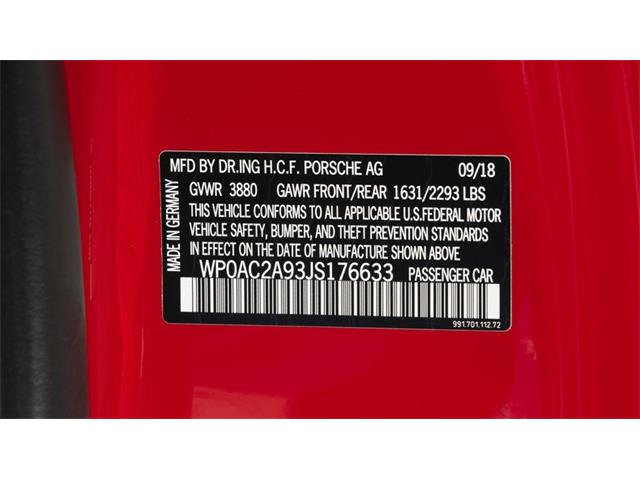 MFD BY DR.ING H.C.F. PORSCHE AG 09/18
GVWR 3880 GAWR FRONT/REAR 1631/2293 LBS
THIS VEHICLE CONFORMS TO ALL APPLICABLE U.S.FEDERAL MOTOR
VEHICLE SAFETY, BUMPER, AND THEFT PREVENTION STANDARDS
IN EFFECT ON THE DATE OF MANUFACTURE SHOWN ABOVE
WP0AC2A93JS176633 PASSENGER CAR
991.701.112.72
MADE IN GERMANY